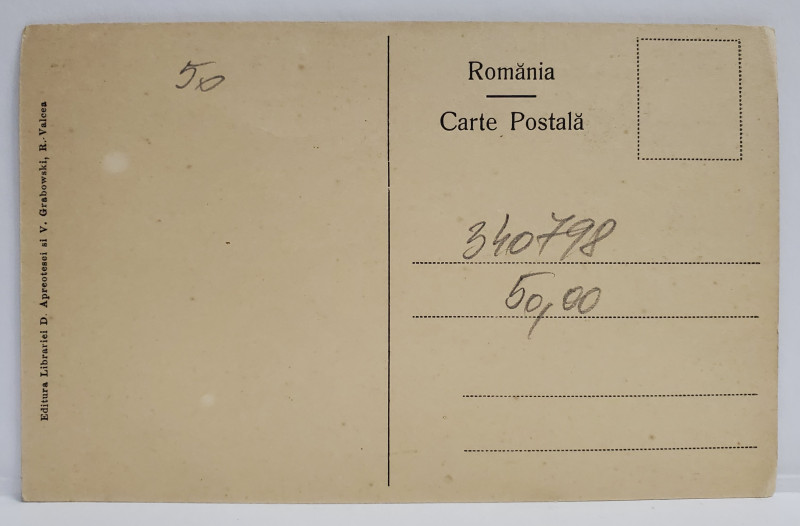 Editura Librariei D. Apreotesei si V. Grabowski, R.-Valcea
50
România
Carte Postală
340798
50,00